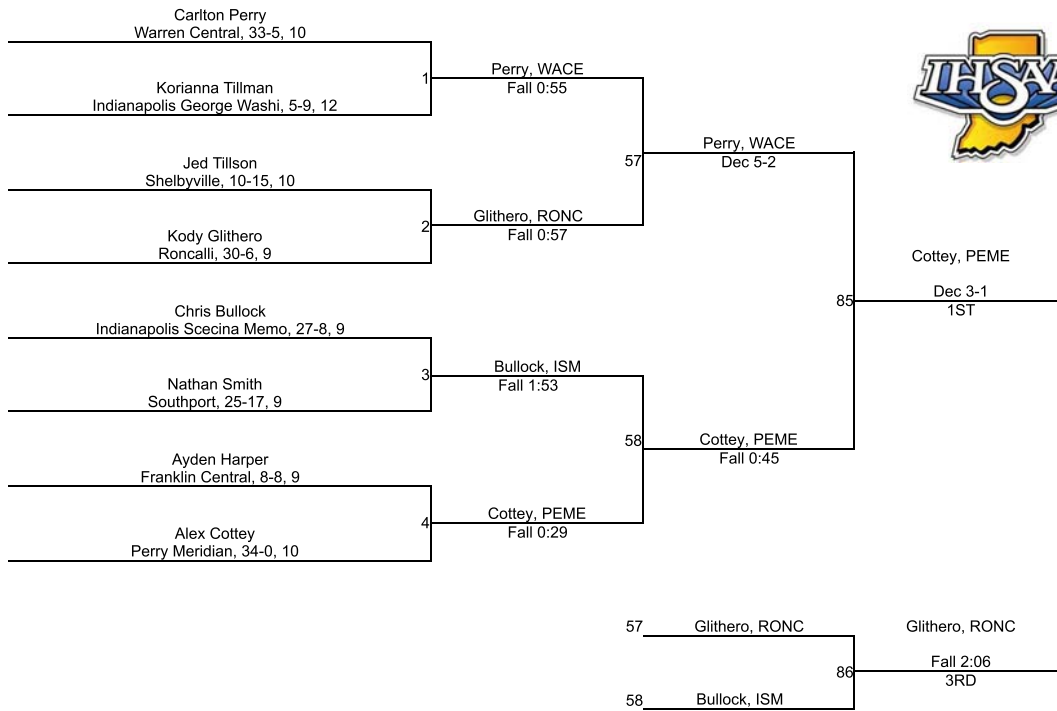 Carlton Perry
Warren Central, 33-5, 10
1
Korianna Tillman
Indianapolis George Washi, 5-9, 12
Perry, WACE
Fall 0:55
IHSAA
57
Jed Tillson
Shelbyville, 10-15, 10
2
Kody Glithero
Roncalli, 30-6, 9
Glithero, RONC
Fall 0:57
Perry, WACE
Dec 5-2
85
Chris Bullock
Indianapolis Scecina Memo, 27-8, 9
3
Nathan Smith
Southport, 25-17, 9
Bullock, ISM
Fall 1:53
58
Ayden Harper
Franklin Central, 8-8, 9
4
Alex Cottey
Perry Meridian, 34-0, 10
Cottey, PEME
Fall 0:29
Cottey, PEME
Fall 0:45
Cottey, PEME
Dec 3-1
1ST
57
Glithero, RONC
86
58
Bullock, ISM
Glithero, RONC
Fall 2:06
3RD